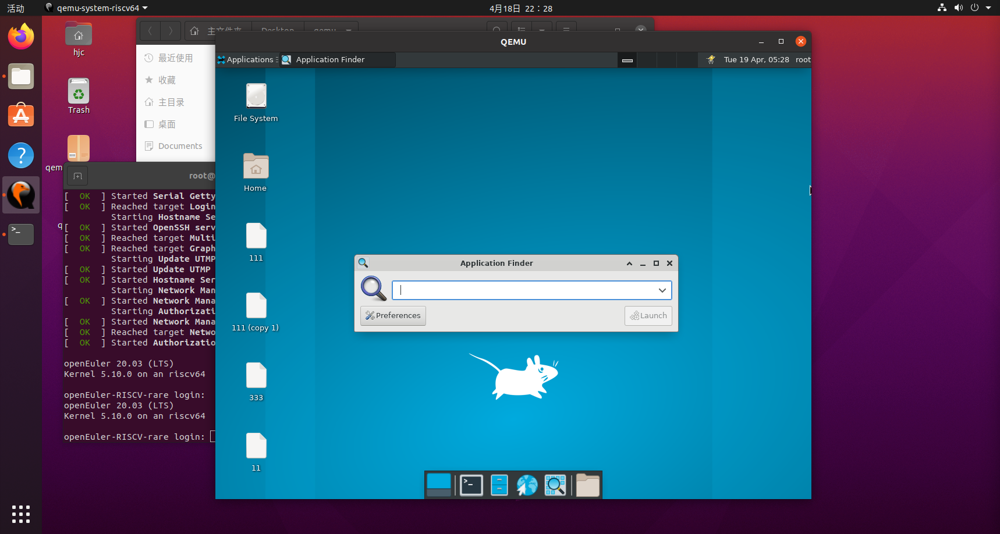 活动
qemu-system-riscv64
4月18日 22：28
hjc
Trash
qem
q
主文件夹
Desktop
qemu
最近使用
收藏
主目录
桌面
Documents
root@
[  OK  ] Started Serial Getty
[  OK  ] Reached target Login
Starting Hostname Se
[  OK  ] Started OpenSSH serv
[  OK  ] Reached target Multi
[  OK  ] Reached target Graph
Starting Update UTMP
[  OK  ] Started Update UTMP
[  OK  ] Started Hostname Ser
Starting Network Man
[  OK  ] Started Network Mana
Starting Authorizati
[  OK  ] Started Network Mana
[  OK  ] Reached target Netwo
[  OK  ] Started Authorizatio
openEuler 20.03 (LTS)
Kernel 5.10.0 on an riscv64
openEuler-RISCV-rare login:
openEuler 20.03 (LTS)
Kernel 5.10.0 on an riscv64
openEuler-RISCV-rare login:
QEMU
Applications
Application Finder
Tue 19 Apr, 05:28
root
File System
Home
111
111 (copy 1)
333
11
Application Finder
Preferences
Launch